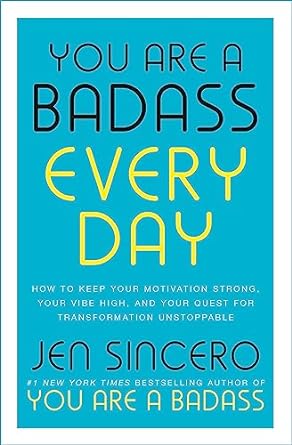 YOU ARE A
BADASS
EVERY
DAY
HOW TO KEEP YOUR MOTIVATION STRONG,
YOUR VIBE HIGH, AND YOUR QUEST FOR
TRANSFORMATION UNSTOPPABLE
JEN SINCERO
#1 NEW YORK TIMES BESTSELLING AUTHOR OF
YOU ARE A BADASS